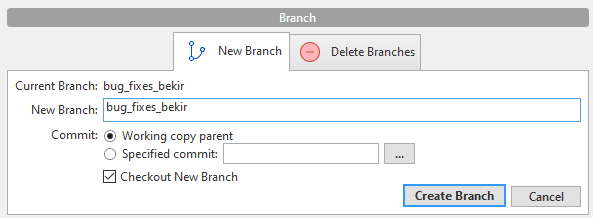 Branch
New Branch
Delete Branches
Current Branch: bug_fixes_bekir
New Branch: bug_fixes_bekir
Commit: Working copy parent
Specified commit: ...
Checkout New Branch
Create Branch Cancel